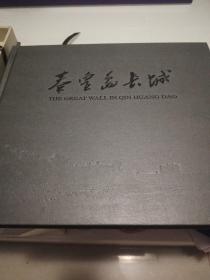 秦皇岛长城
THE GREAT WALL IN QIN HUANG DAO